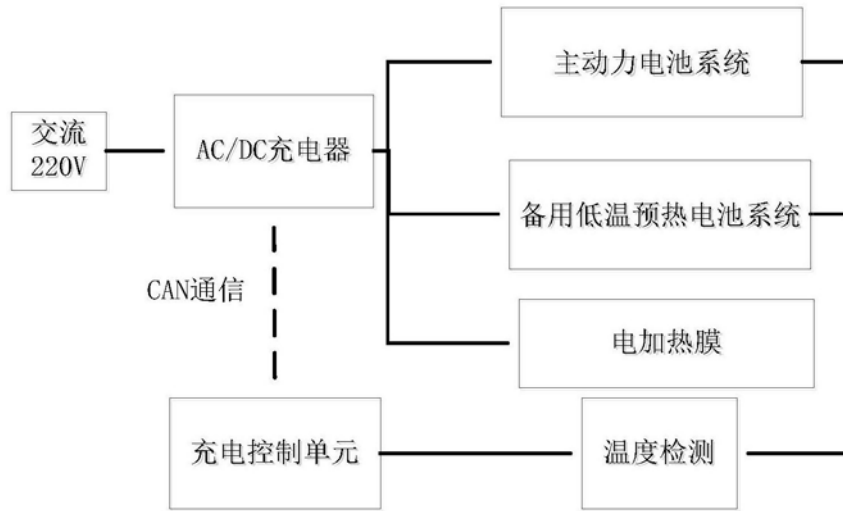 主动力电池系统
交流
220V
AC/DC充电器
备用低温预热电池系统
CAN通信
电加热膜
充电控制单元
温度检测